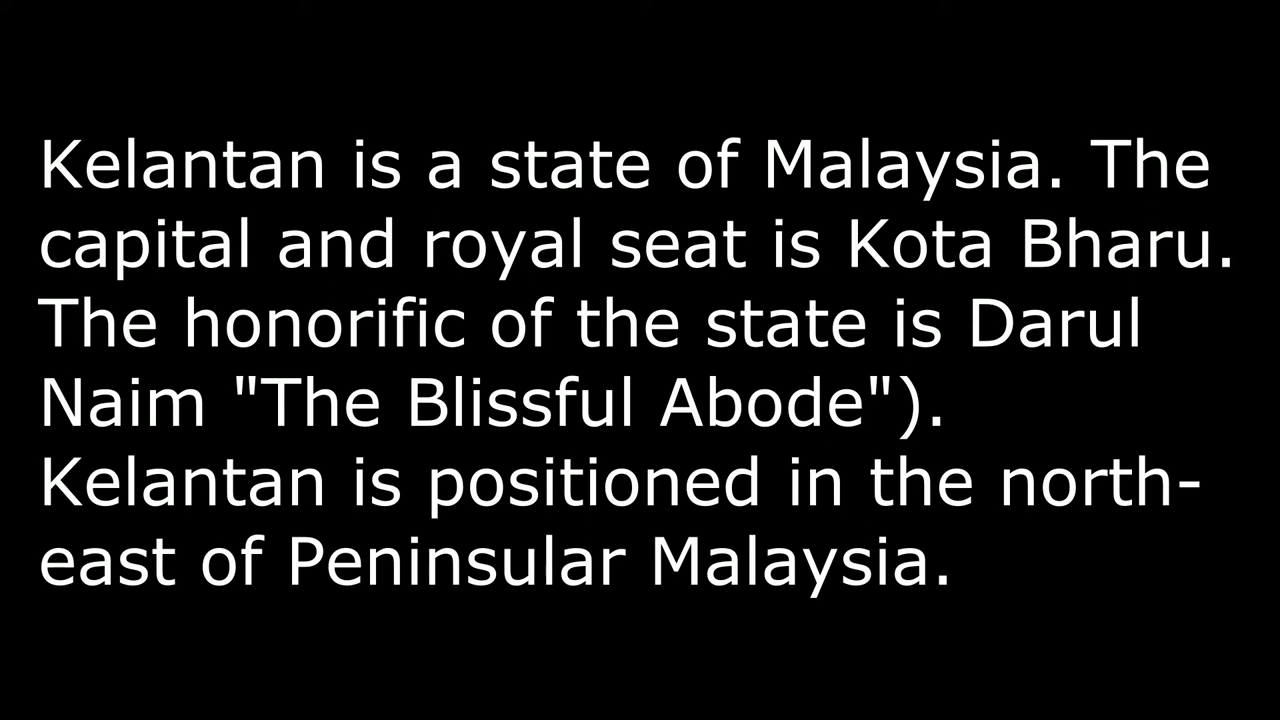 Kelantan is a state of Malaysia. The
capital and royal seat is Kota Bharu.
The honorific of the state is Darul
Naim "The Blissful Abode").
Kelantan is positioned in the north-
east of Peninsular Malaysia.